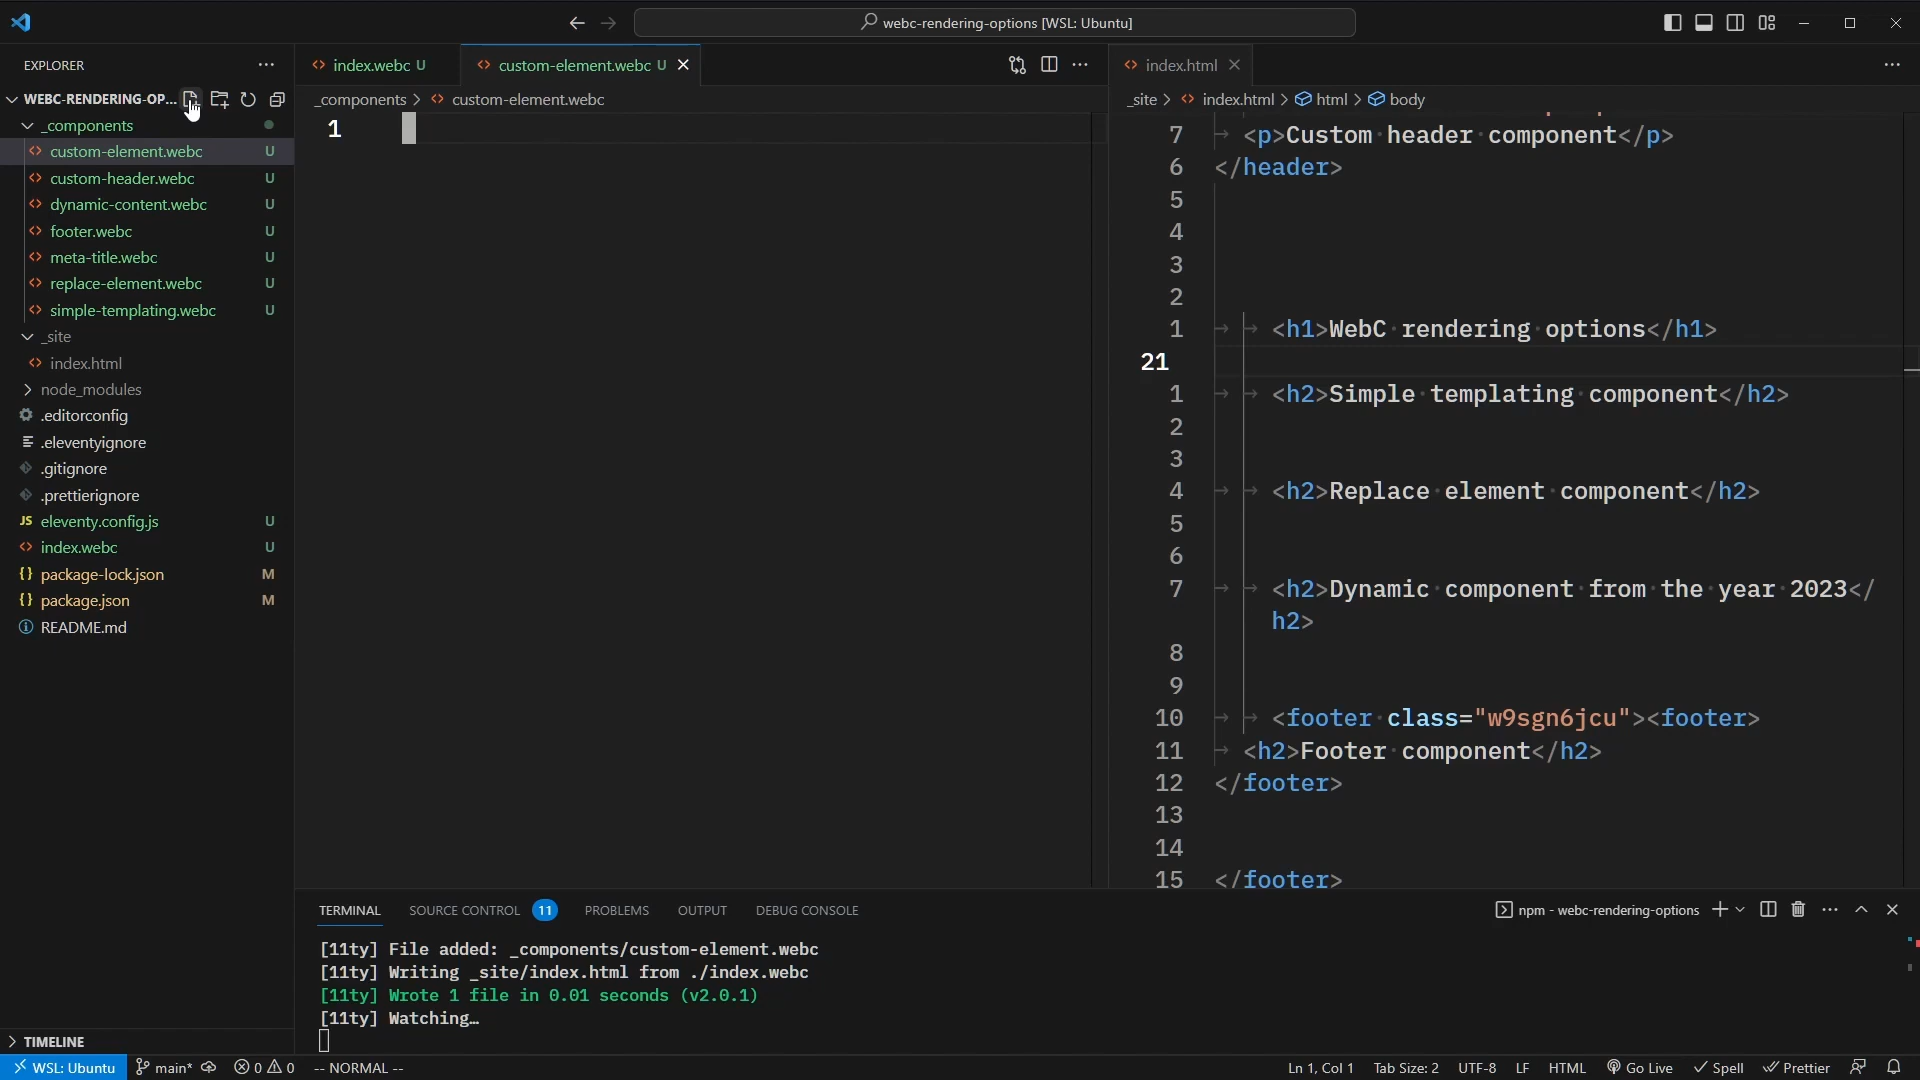 webc-rendering-options [WSL: Ubuntu]
EXPLORER
WEBC-RENDERING-OP...
_components
custom-element.webc U
custom-header.webc U
dynamic-content.webc U
footer.webc U
meta-title.webc U
replace-element.webc U
simple-templating.webc U
_site
index.html
node_modules
.editorconfig
.eleventyignore
.gitignore
.prettierignore
JS eleventy.config.js U
index.webc U
{} package-lock.json M
{} package.json M
README.md
TIMELINE
index.webc U
custom-element.webc U
_components > custom-element.webc
1
index.html
_site > index.html > html > body
7 <p>Custom header component</p>
6 </header>
5
4
3
2
1 <h1>WebC rendering options</h1>
21
1 <h2>Simple templating component</h2>
2
3
4 <h2>Replace element component</h2>
5
6
7 <h2>Dynamic component from the year 2023</
h2>
8
9
10 <footer class="w9sgn6jcu"><footer>
11 <h2>Footer component</h2>
12 </footer>
13
14
15 </footer>
TERMINAL SOURCE CONTROL 11 PROBLEMS OUTPUT DEBUG CONSOLE
npm - webc-rendering-options
[11ty] File added: _components/custom-element.webc
[11ty] Writing _site/index.html from ./index.webc
[11ty] Wrote 1 file in 0.01 seconds (v2.0.1)
[11ty] Watching…
WSL: Ubuntu main* 0 0 -- NORMAL -- Ln 1, Col 1 Tab Size: 2 UTF-8 LF HTML Go Live Spell Prettier